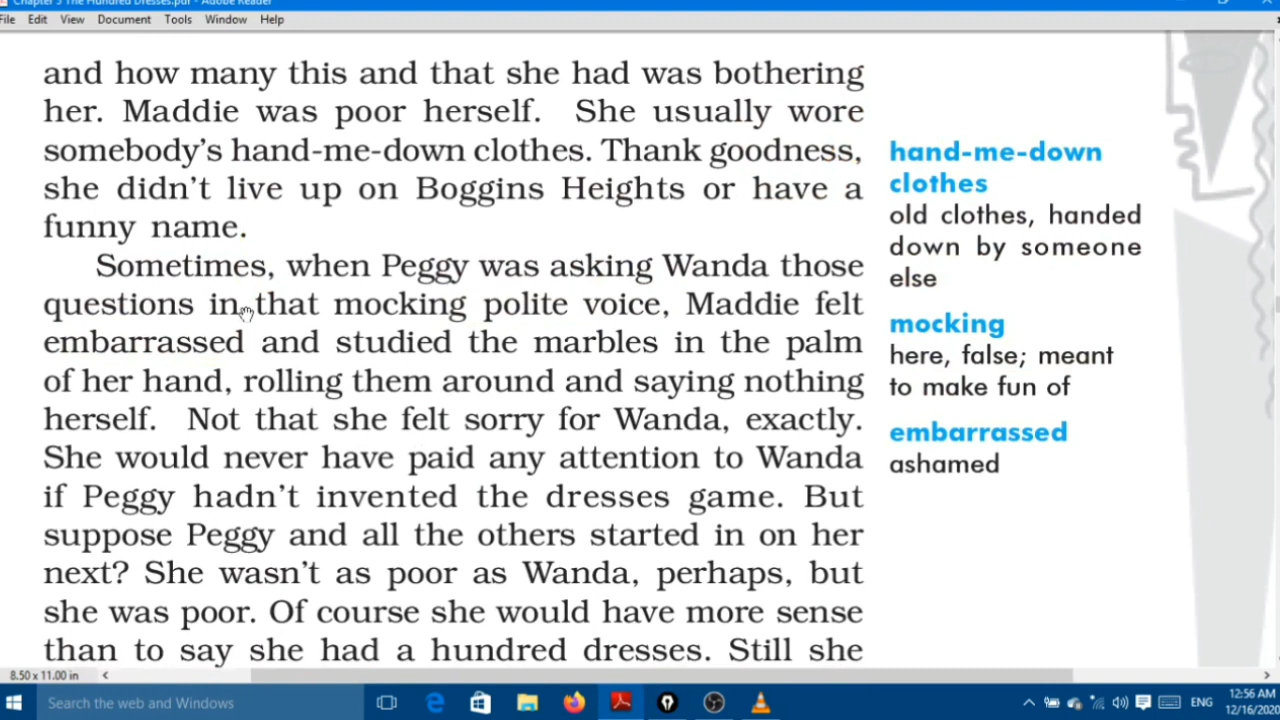 Chapter 5 The Hundred Dresses.pdf - Adobe Reader
File Edit View Document Tools Window Help
and how many this and that she had was bothering
her. Maddie was poor herself. She usually wore
somebody's hand-me-down clothes. Thank goodness,
she didn't live up on Boggins Heights or have a
funny name.
Sometimes, when Peggy was asking Wanda those
questions in that mocking polite voice, Maddie felt
embarrassed and studied the marbles in the palm
of her hand, rolling them around and saying nothing
herself. Not that she felt sorry for Wanda, exactly.
She would never have paid any attention to Wanda
if Peggy hadn't invented the dresses game. But
suppose Peggy and all the others started in on her
next? She wasn't as poor as Wanda, perhaps, but
she was poor. Of course she would have more sense
than to say she had a hundred dresses. Still she
hand-me-down
clothes
old clothes, handed
down by someone
else
mocking
here, false; meant
to make fun of
embarrassed
ashamed
8.50 x 11.00 in
Search the web and Windows
ENG
12:56 AM
12/16/2020